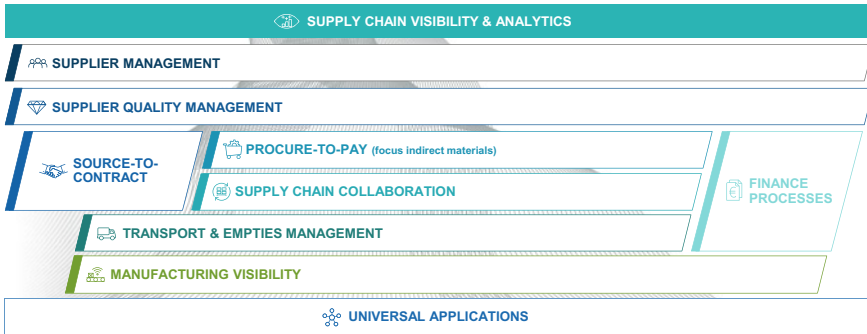 SUPPLY CHAIN VISIBILITY & ANALYTICS
SUPPLIER MANAGEMENT
SUPPLIER QUALITY MANAGEMENT
SOURCE-TO-
CONTRACT
PROCURE-TO-PAY (focus indirect materials)
SUPPLY CHAIN COLLABORATION
FINANCE
PROCESSES
TRANSPORT & EMPTIES MANAGEMENT
MANUFACTURING VISIBILITY
UNIVERSAL APPLICATIONS